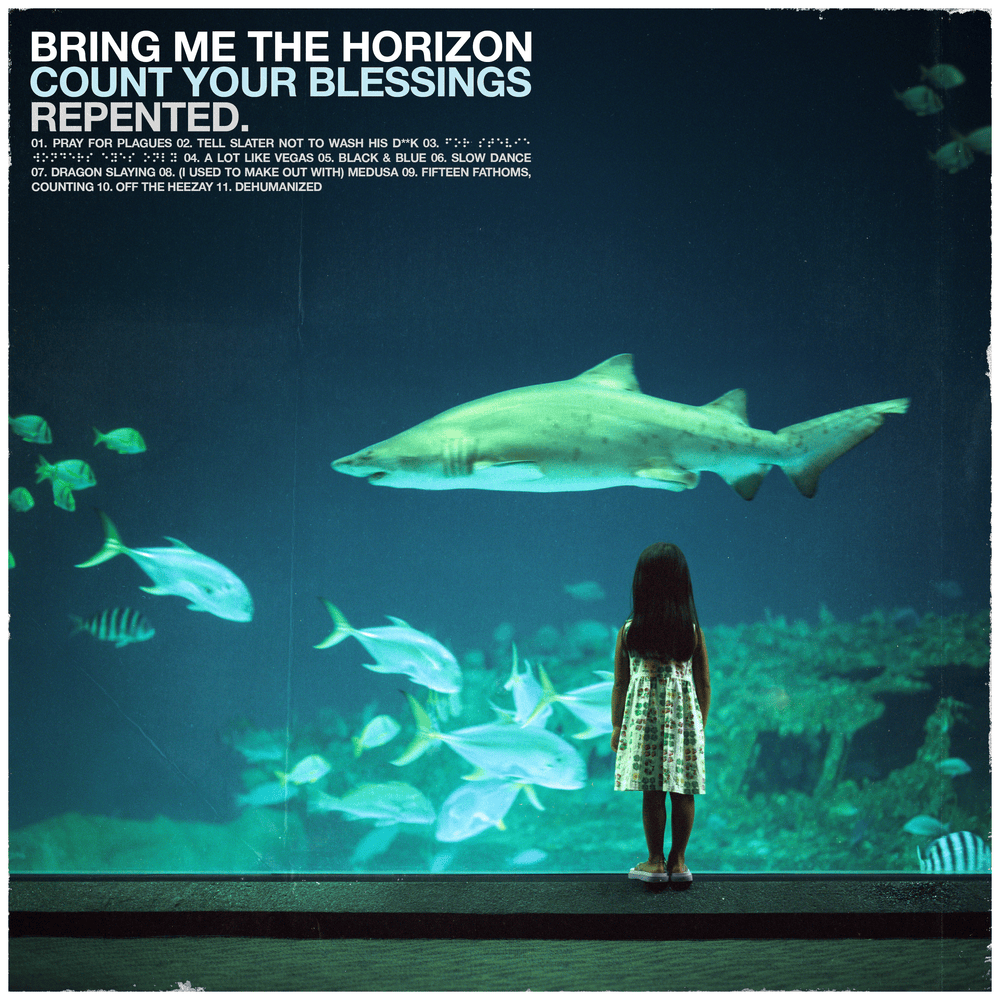 BRING ME THE HORIZON
COUNT YOUR BLESSINGS
REPENTED.
01. PRAY FOR PLAGUES 02. TELL SLATER NOT TO WASH HIS D**K 03.
04. A LOT LIKE VEGAS 05. BLACK & BLUE 06. SLOW DANCE
07. DRAGON SLAYING 08. (I USED TO MAKE OUT WITH) MEDUSA 09. FIFTEEN FATHOMS,
COUNTING 10. OFF THE HEEZAY 11. DEHUMANIZED